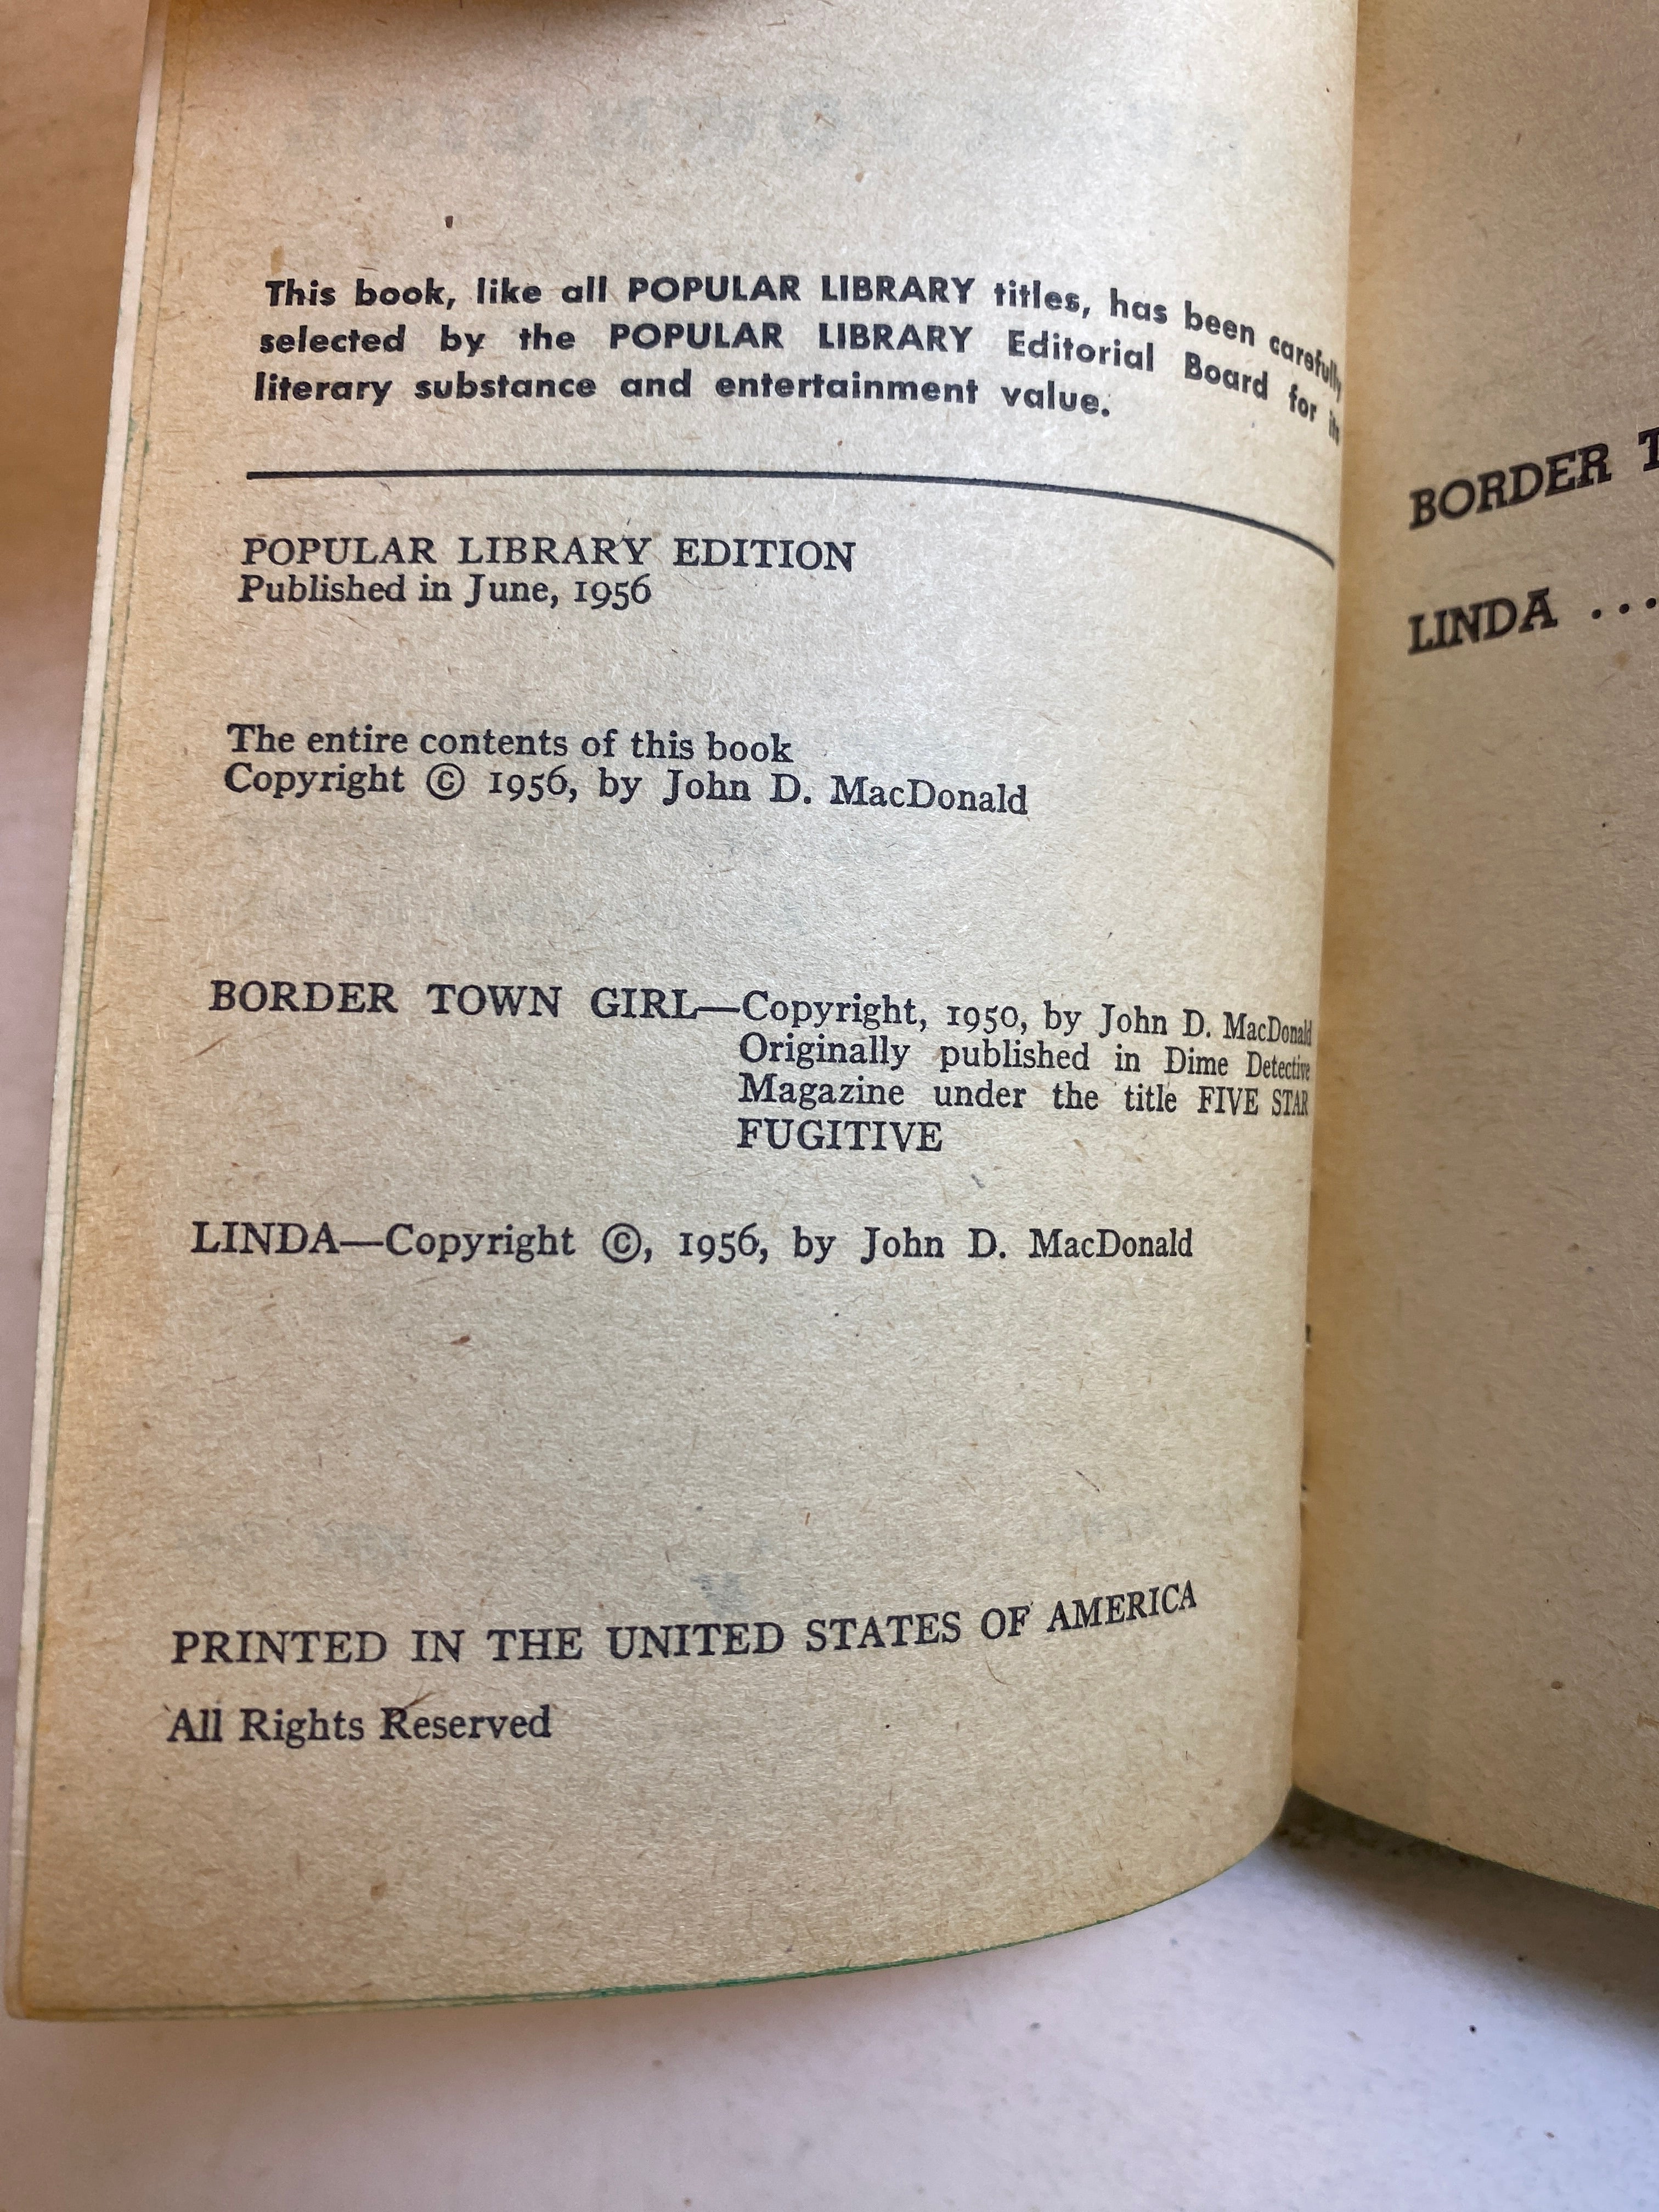 This book, like all POPULAR LIBRARY titles, has been carefully
selected by the POPULAR LIBRARY Editorial Board for its
literary substance and entertainment value.
POPULAR LIBRARY EDITION
Published in June, 1956
The entire contents of this book
Copyright © 1956, by John D. MacDonald
BORDER TOWN GIRL—Copyright, 1950, by John D. MacDonald
Originally published in Dime Detective
Magazine under the title FIVE STAR
FUGITIVE
LINDA—Copyright ©, 1956, by John D. MacDonald
PRINTED IN THE UNITED STATES OF AMERICA
All Rights Reserved
BORDER T
LINDA ...